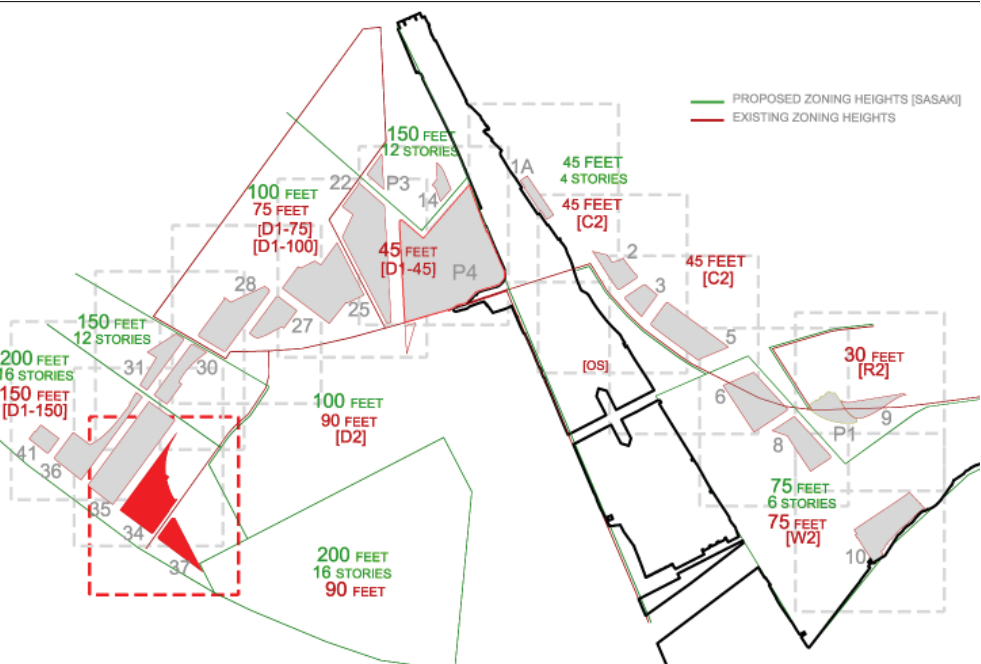 PROPOSED ZONING HEIGHTS [SASAKI]
EXISTING ZONING HEIGHTS
150 FEET
12 STORIES
1A
45 FEET
4 STORIES
45 FEET
[C2]
22
P3
14
100 FEET
75 FEET
[D1-75]
[D1-100]
45 FEET
[D1-45]
P4
2
3
45 FEET
[C2]
28
25
27
5
150 FEET
12 STORIES
31
30
30 FEET
[R2]
[OS]
200 FEET
16 STORIES
150 FEET
[D1-150]
100 FEET
90 FEET
[D2]
6
P1
9
8
41
36
35
34
37
75 FEET
6 STORIES
75 FEET
[W2]
10
200 FEET
16 STORIES
90 FEET